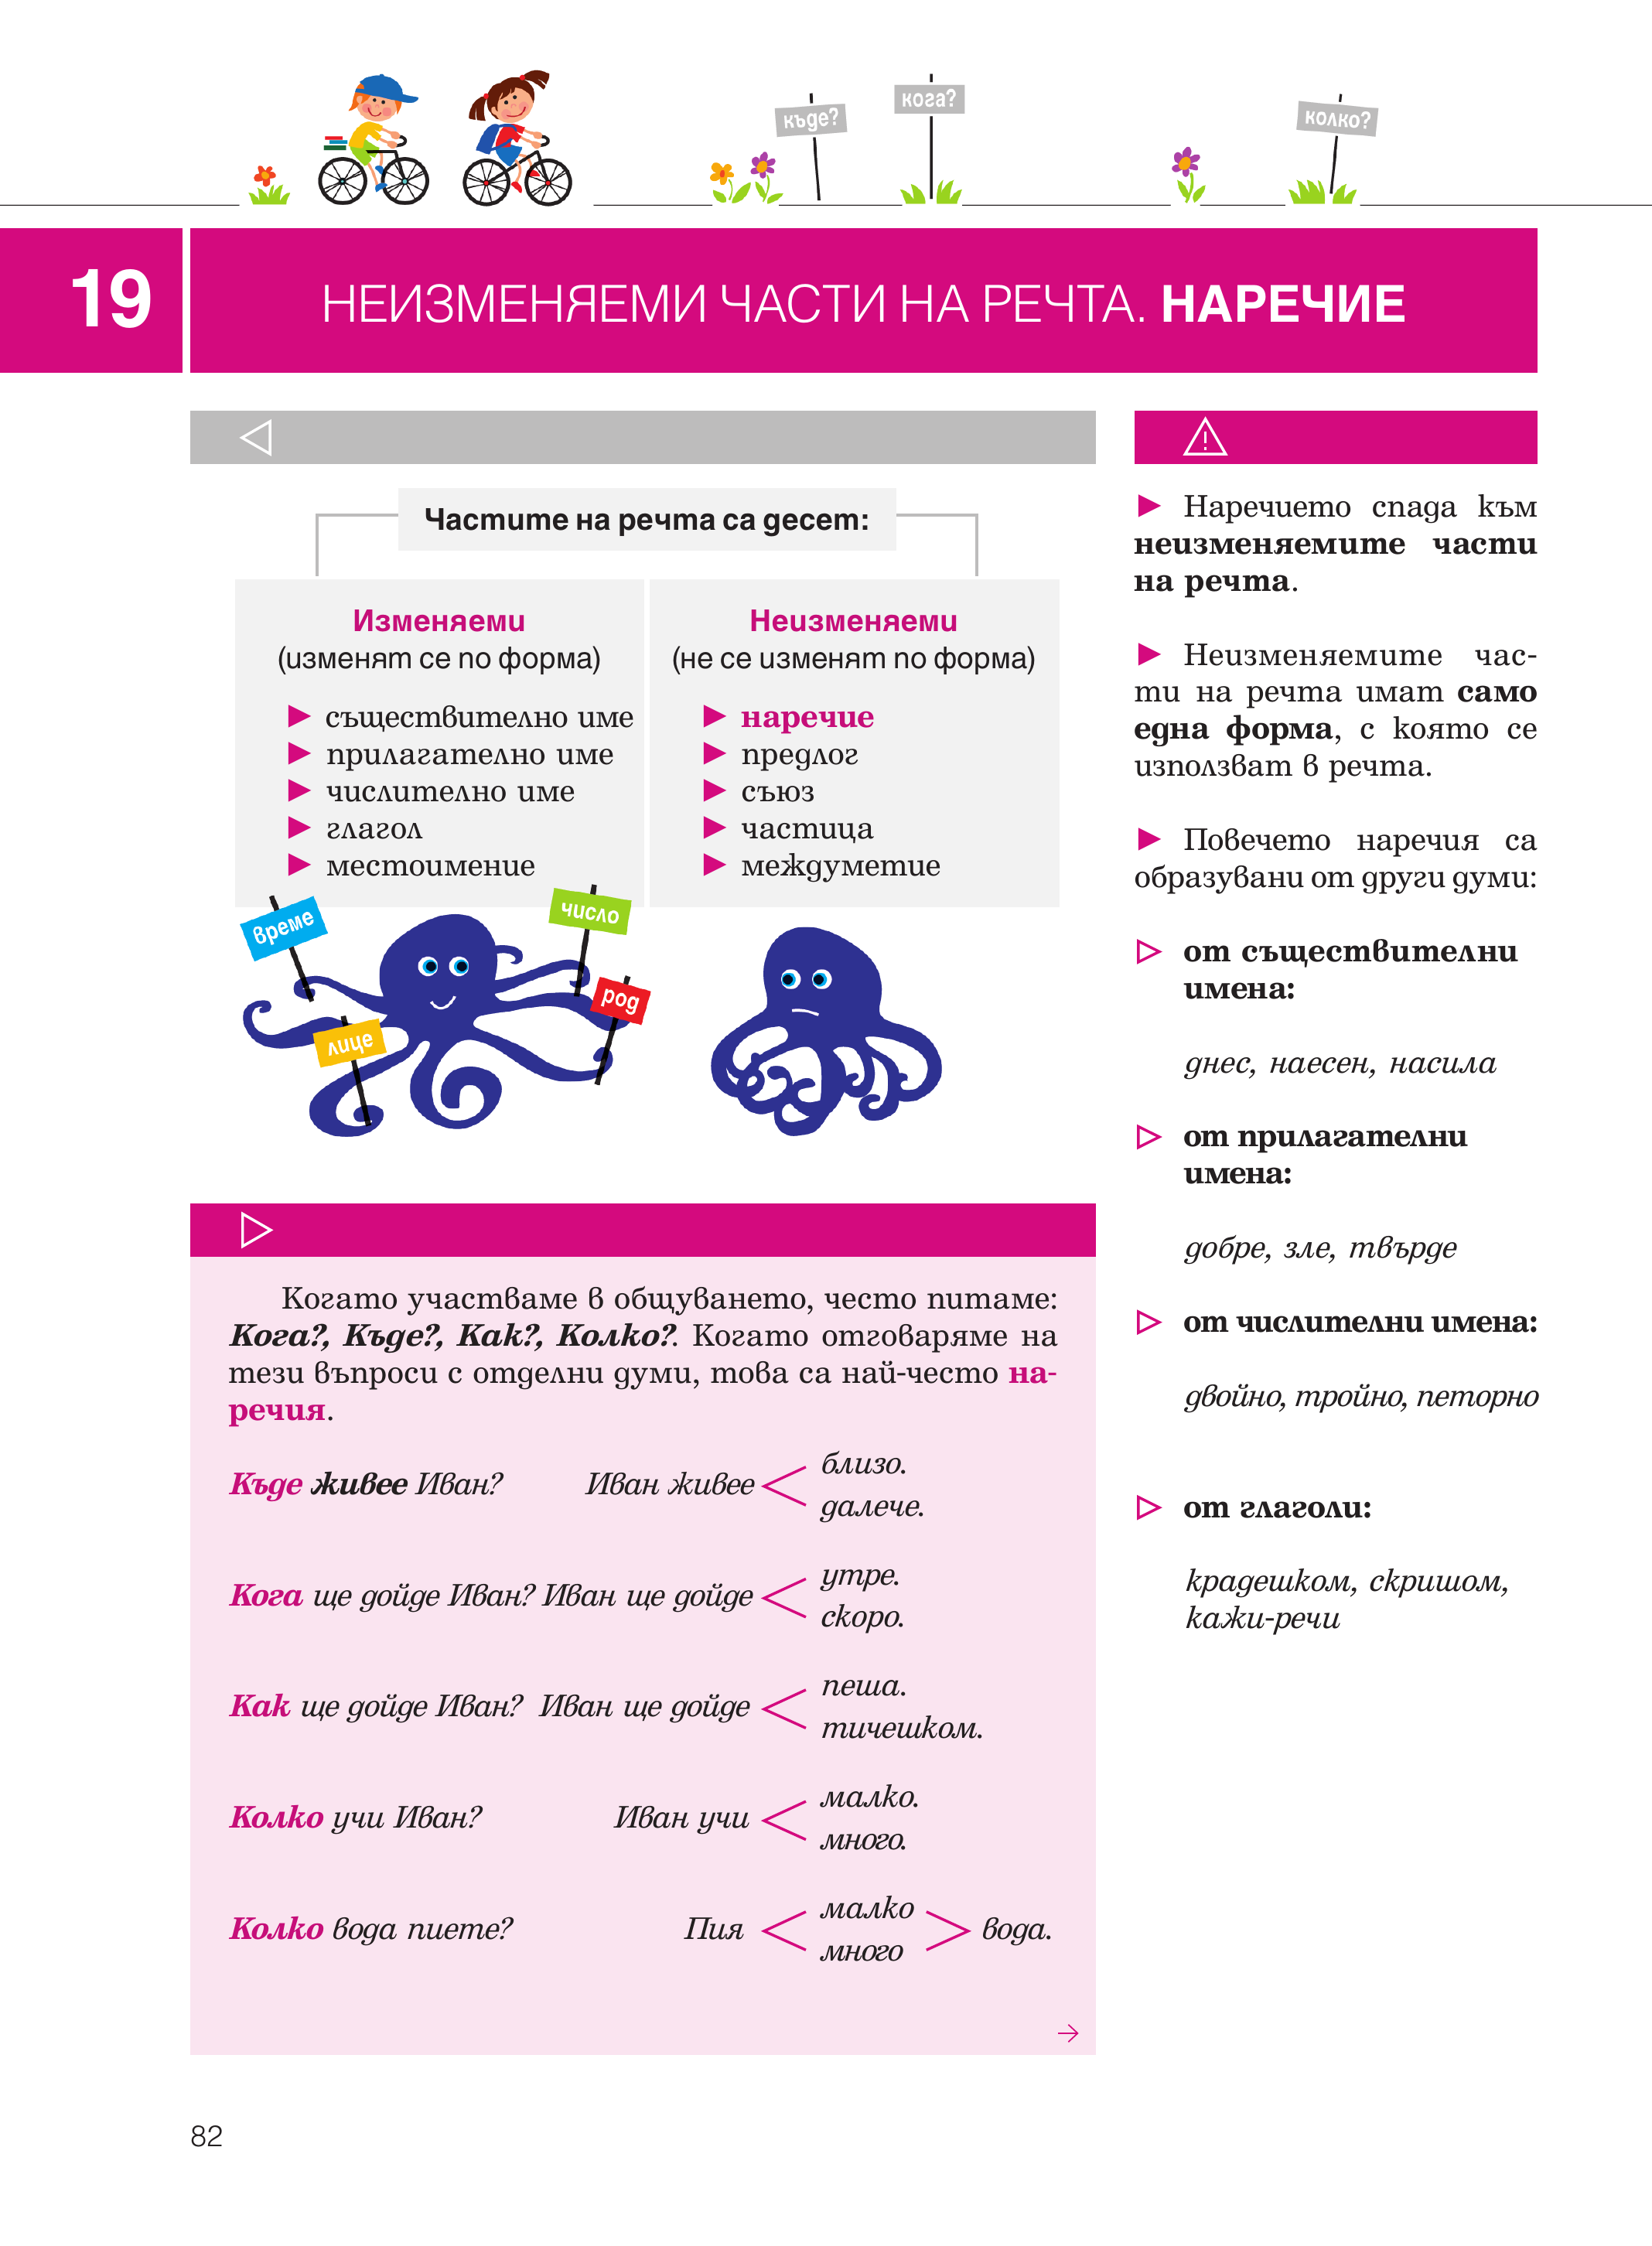 къде?
кога?
колко?
19
НЕИЗМЕНЯЕМИ ЧАСТИ НА РЕЧТА. НАРЕЧИЕ
Частите на речта са десет:
Изменяеми
(изменят се по форма)
съществително име
прилагателно име
числително име
глагол
местоимение
Неизменяеми
(не се изменят по форма)
наречие
предлог
съюз
частица
междуметие
време
число
род
лице
Когато участваме в общуването, често питаме:
Кога?, Къде?, Как?, Колко?. Когато отговаряме на
тези въпроси с отделни думи, това са най-често на-
речия.
Къде живее Иван? Иван живее
близо.
далече.
Кога ще дойде Иван? Иван ще дойде
утре.
скоро.
Как ще дойде Иван? Иван ще дойде
пеша.
тичешком.
Колко учи Иван? Иван учи
малко.
много.
Колко вода пиете? Пия
малко
много
вода.
Наречието спада към
неизменяемите части
на речта.
Неизменяемите час-
ти на речта имат само
една форма, с която се
използват в речта.
Повечето наречия са
образувани от други думи:
от съществителни
имена:
днес, наесен, насила
от прилагателни
имена:
добре, зле, твърде
от числителни имена:
двойно, тройно, петорно
от глаголи:
крадешком, скришом,
кажи-речи
82